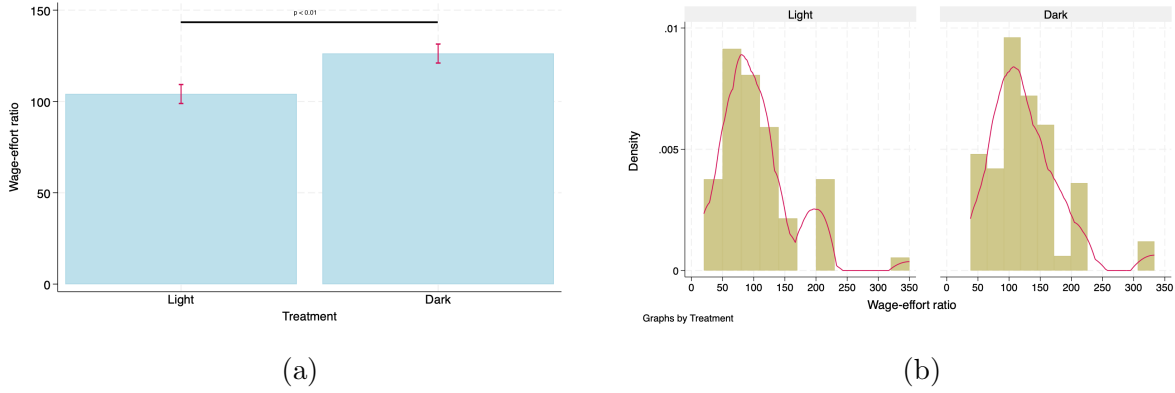 p < 0.01
150
100
50
0
Wage-effort ratio
Light
Dark
Treatment
(a)
Light
Dark
.01
.005
0
Density
0 50 100 150 200 250 300 350
0 50 100 150 200 250 300 350
Wage-effort ratio
Graphs by Treatment
(b)